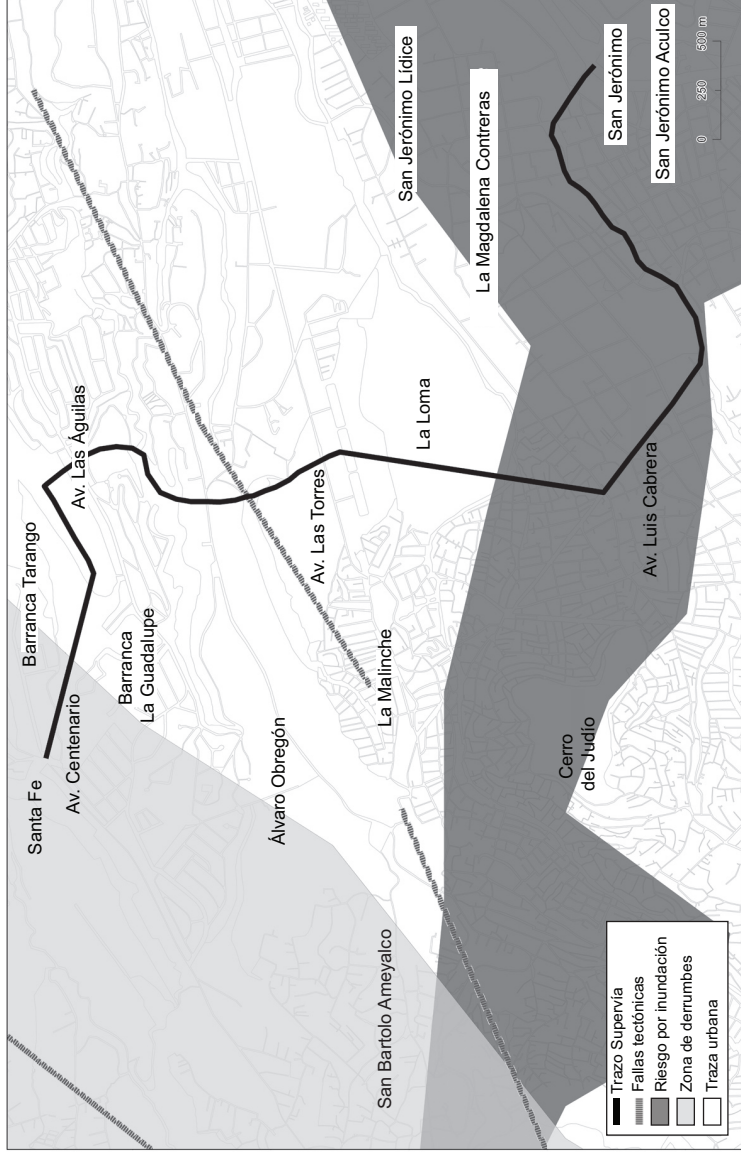 Santa Fe
Av. Centenario
Barranca Tarango
Barranca
La Guadalupe
Av. Las Águilas
Álvaro Obregón
Av. Las Torres
La Malinche
La Loma
San Bartolo Ameyalco
San Jerónimo Lídice
La Magdalena Contreras
Cerro
del Judío
Av. Luis Cabrera
San Jerónimo
San Jerónimo Aculco
0 250 500 m
Trazo Supervía
Fallas tectónicas
Riesgo por inundación
Zona de derrumbes
Traza urbana